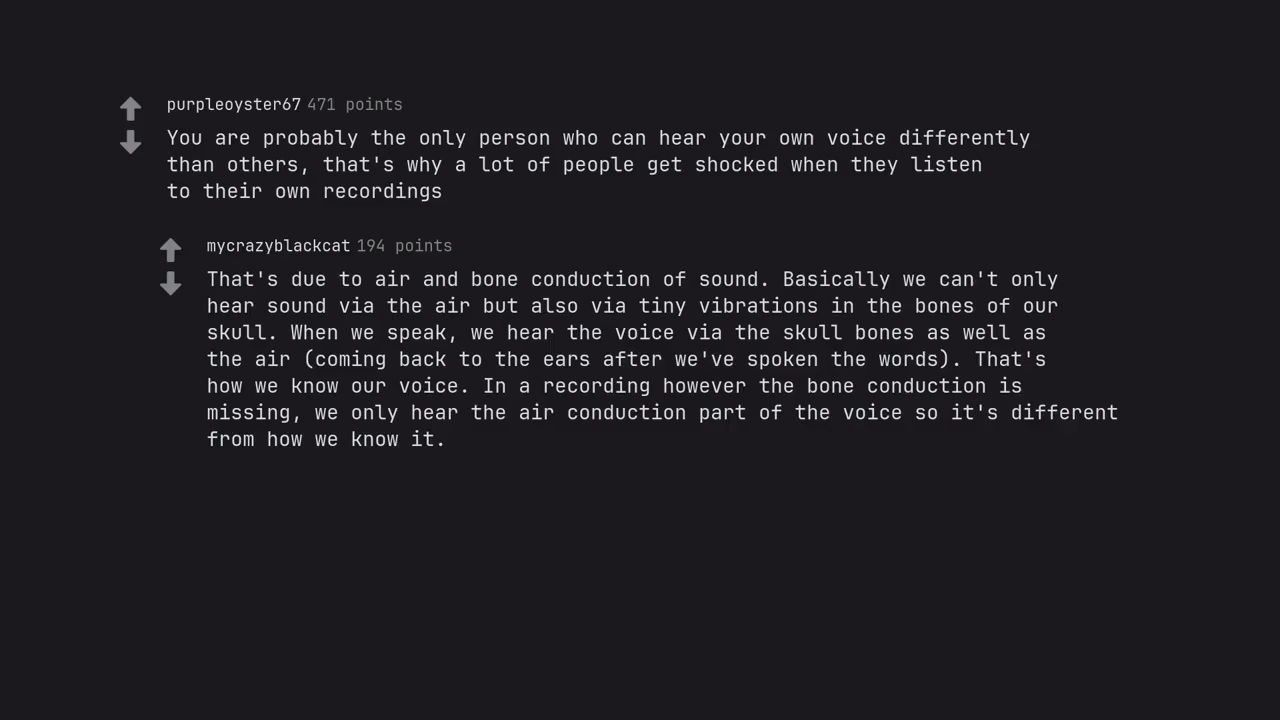 purpleoyster67 471 points
You are probably the only person who can hear your own voice differently
than others, that's why a lot of people get shocked when they listen
to their own recordings
mycrazyblackcat 194 points
That's due to air and bone conduction of sound. Basically we can't only
hear sound via the air but also via tiny vibrations in the bones of our
skull. When we speak, we hear the voice via the skull bones as well as
the air (coming back to the ears after we've spoken the words). That's
how we know our voice. In a recording however the bone conduction is
missing, we only hear the air conduction part of the voice so it's different
from how we know it.